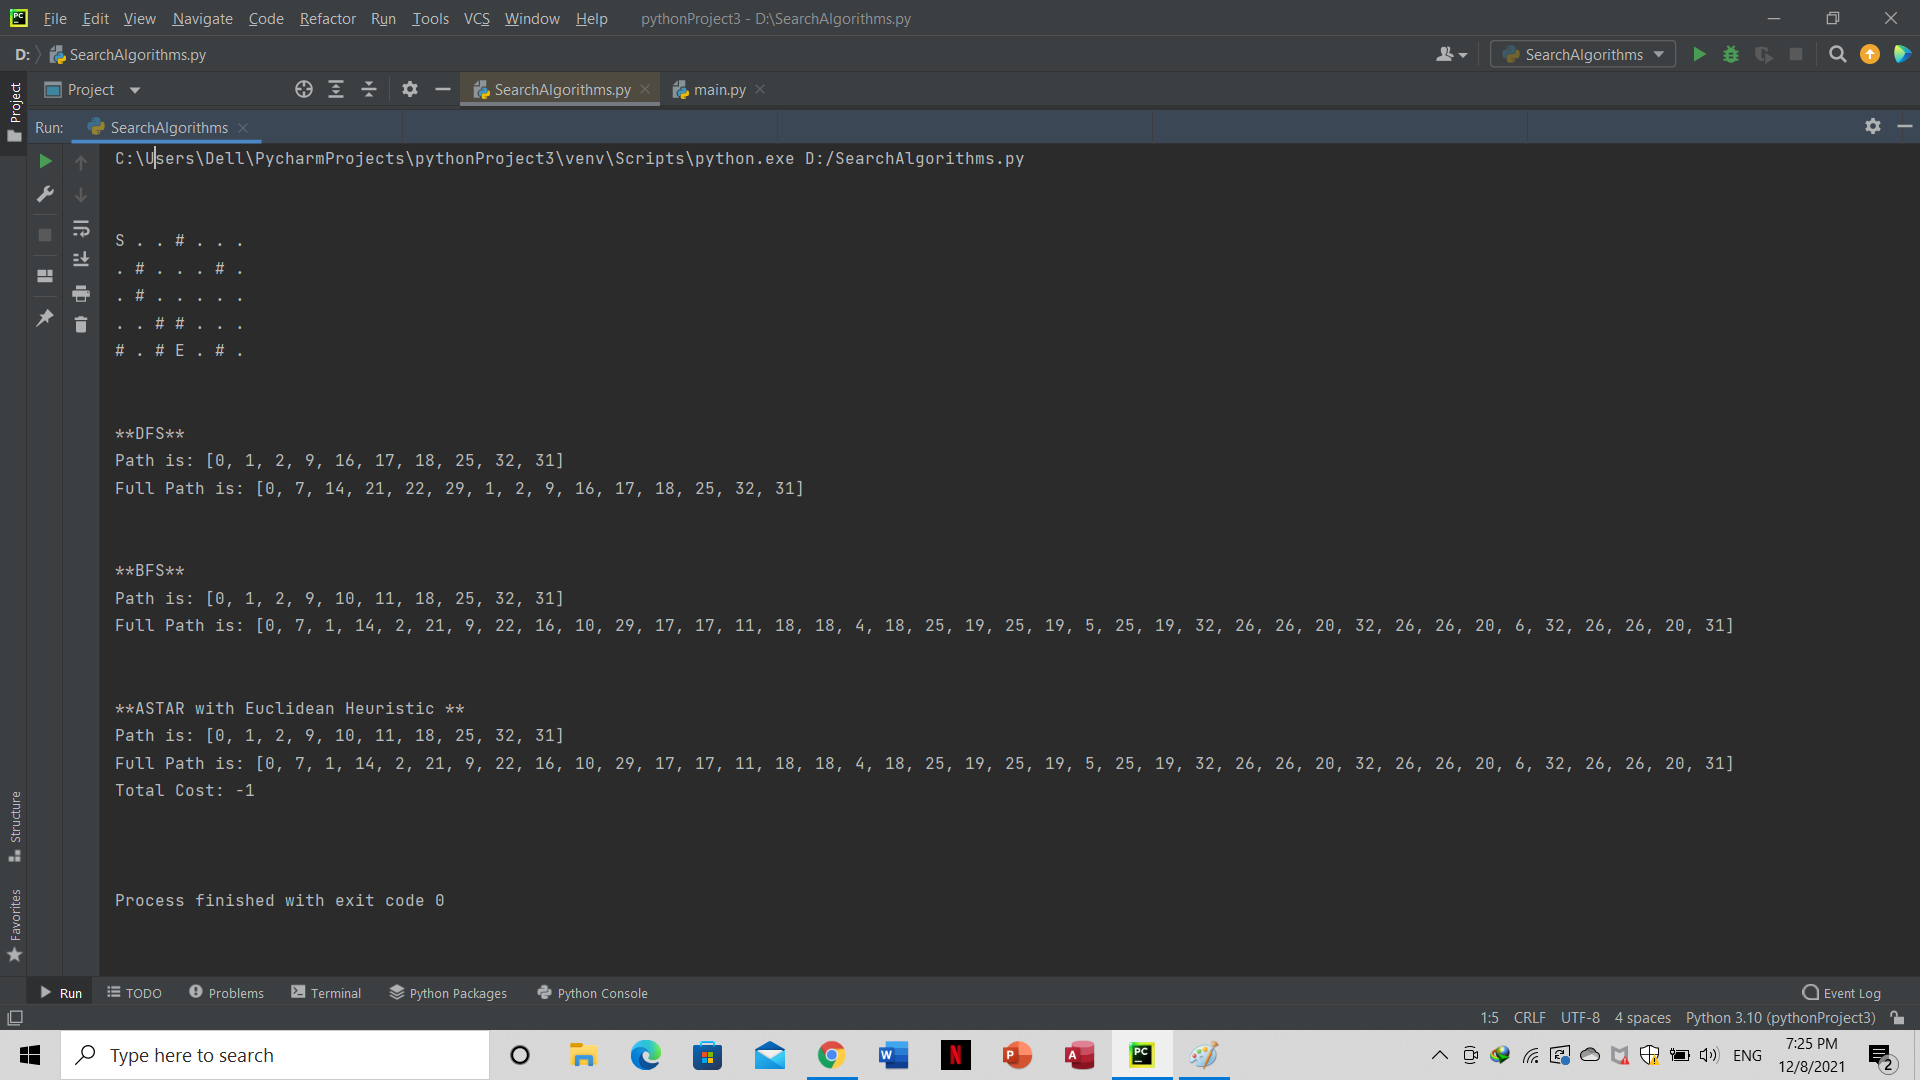 File Edit View Navigate Code Refactor Run Tools VCS Window Help pythonProject3 - D:\SearchAlgorithms.py
D: SearchAlgorithms.py SearchAlgorithms
Project Project SearchAlgorithms.py main.py
Run: SearchAlgorithms
C:\Users\Dell\PycharmProjects\pythonProject3\venv\Scripts\python.exe D:/SearchAlgorithms.py
S . . # . . .
. # . . . # .
. # . . . . .
. . # # . . .
# . # E . # .
**DFS**
Path is: [0, 1, 2, 9, 16, 17, 18, 25, 32, 31]
Full Path is: [0, 7, 14, 21, 22, 29, 1, 2, 9, 16, 17, 18, 25, 32, 31]
**BFS**
Path is: [0, 1, 2, 9, 10, 11, 18, 25, 32, 31]
Full Path is: [0, 7, 1, 14, 2, 21, 9, 22, 16, 10, 29, 17, 17, 11, 18, 18, 4, 18, 25, 19, 25, 19, 5, 25, 19, 32, 26, 26, 20, 32, 26, 26, 20, 6, 32, 26, 26, 20, 31]
**ASTAR with Euclidean Heuristic **
Path is: [0, 1, 2, 9, 10, 11, 18, 25, 32, 31]
Full Path is: [0, 7, 1, 14, 2, 21, 9, 22, 16, 10, 29, 17, 17, 11, 18, 18, 4, 18, 25, 19, 25, 19, 5, 25, 19, 32, 26, 26, 20, 32, 26, 26, 20, 6, 32, 26, 26, 20, 31]
Total Cost: -1
Structure
Process finished with exit code 0
Favorites
Run TODO Problems Terminal Python Packages Python Console Event Log
1:5 CRLF UTF-8 4 spaces Python 3.10 (pythonProject3)
Type here to search ENG 7:25 PM
12/8/2021 2